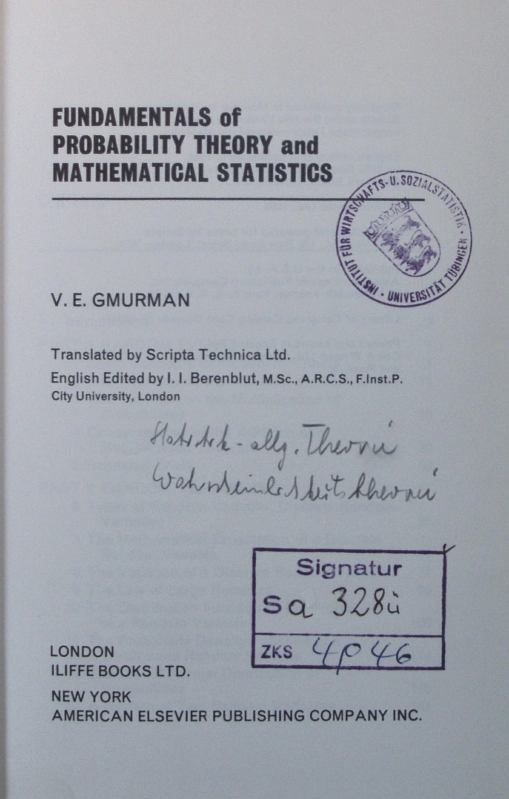 FUNDAMENTALS of
PROBABILITY THEORY and
MATHEMATICAL STATISTICS
INSTITUT FÜR WIRTSCHAFTS-U. SOZIALSTATISTIK ·
· UNIVERSITÄT TÜBINGEN ·
V. E. GMURMAN
Translated by Scripta Technica Ltd.
English Edited by I. I. Berenblut, M.Sc., A.R.C.S., F.Inst.P.
City University, London
Statistik - allg. Theorie
Wahrscheinlichkeitstheorie
Signatur
Sa 328ü
ZKS 4P46
LONDON
ILIFFE BOOKS LTD.
NEW YORK
AMERICAN ELSEVIER PUBLISHING COMPANY INC.